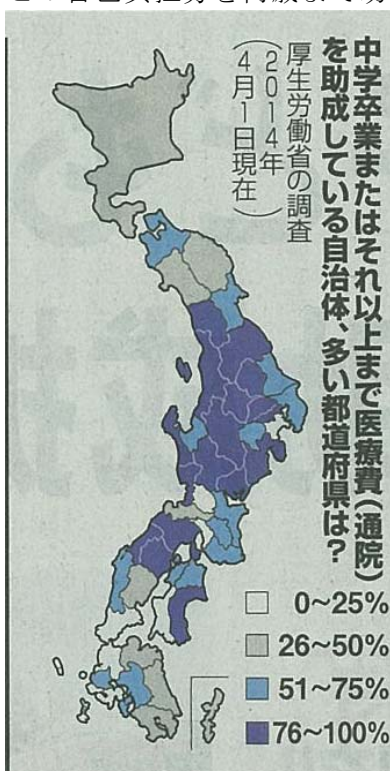 中学卒業またはそれ以上まで医療費(通院)
を助成している自治体、多い都道府県は?
厚生労働省の調査
(2014年
4月1日現在)
0~25%
26~50%
51~75%
76~100%